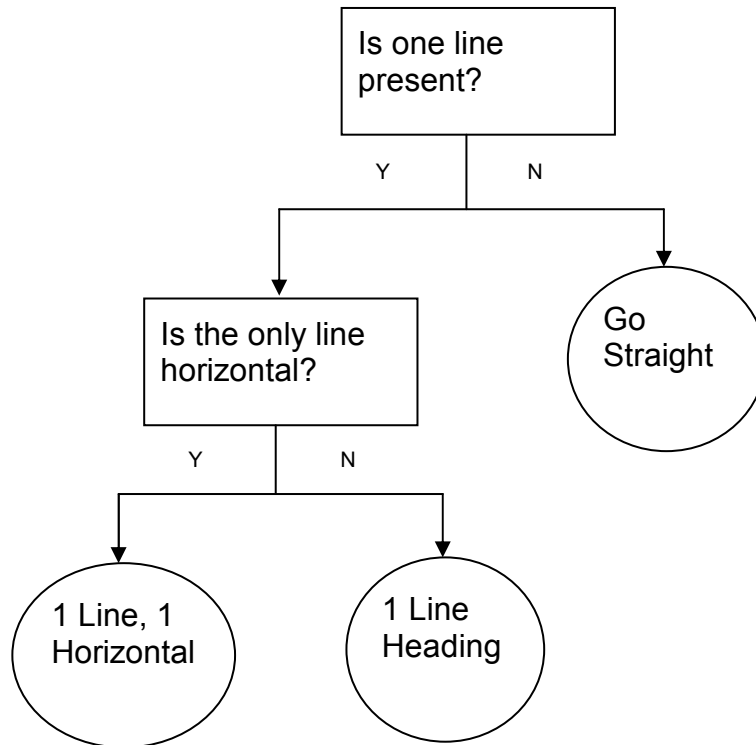 Is one line
present?
Y
N
Is the only line
horizontal?
Go
Straight
Y
N
1 Line, 1
Horizontal
1 Line
Heading